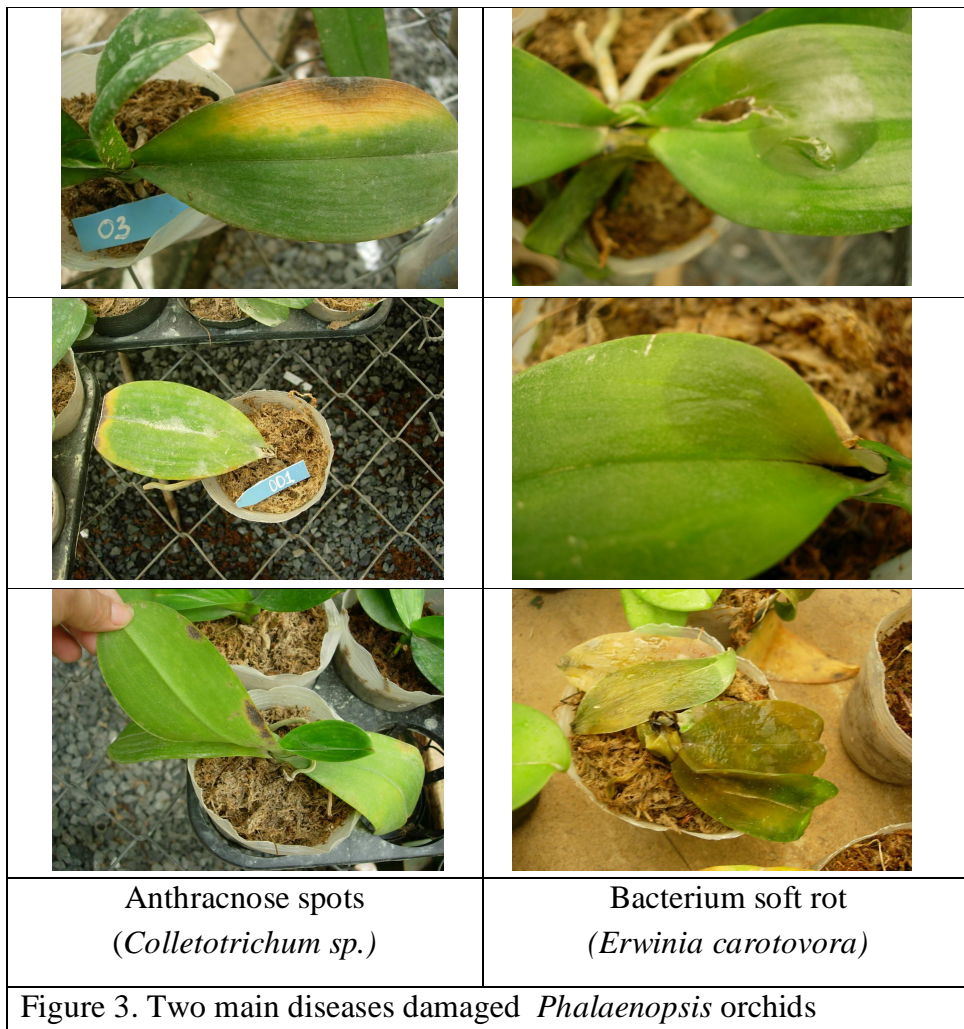 03
001
Anthracnose spots
(Colletotrichum sp.)
Bacterium soft rot
(Erwinia carotovora)
Figure 3. Two main diseases damaged Phalaenopsis orchids